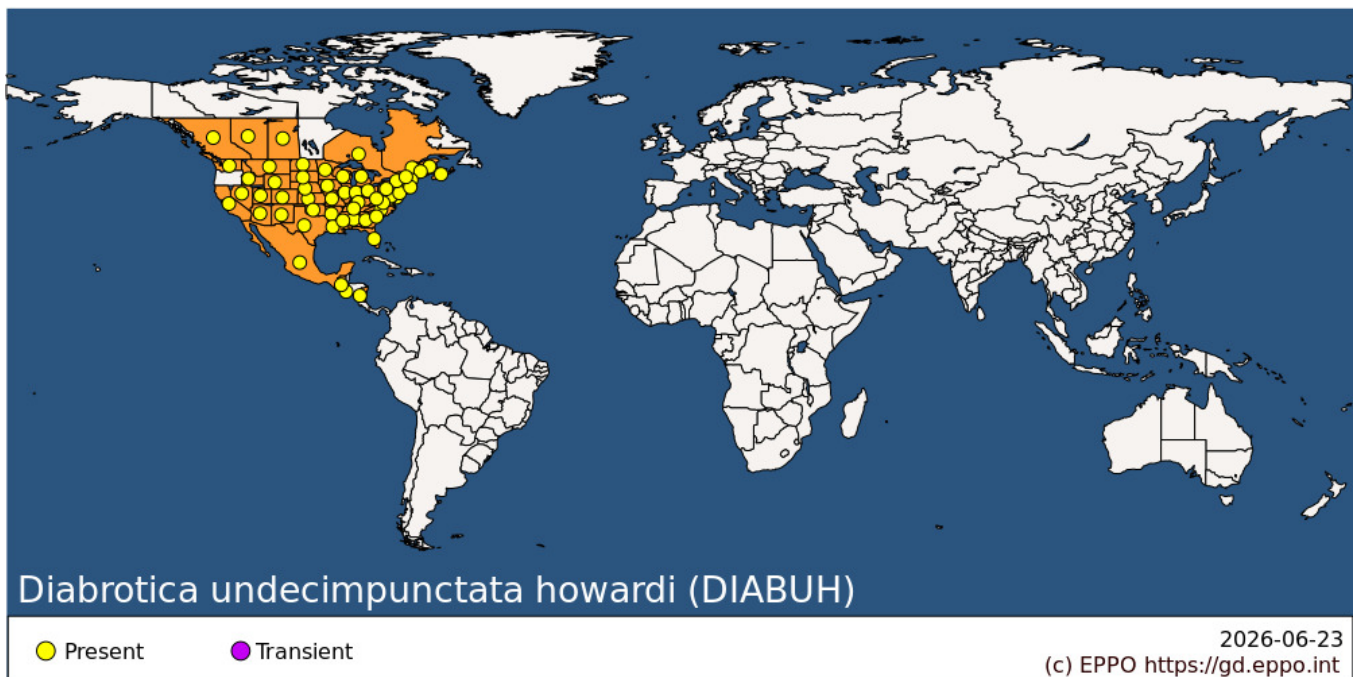 Diabrotica undecimpunctata howardi (DIABUH)
Present
Transient
2026-06-23
(c) EPPO https://gd.eppo.int